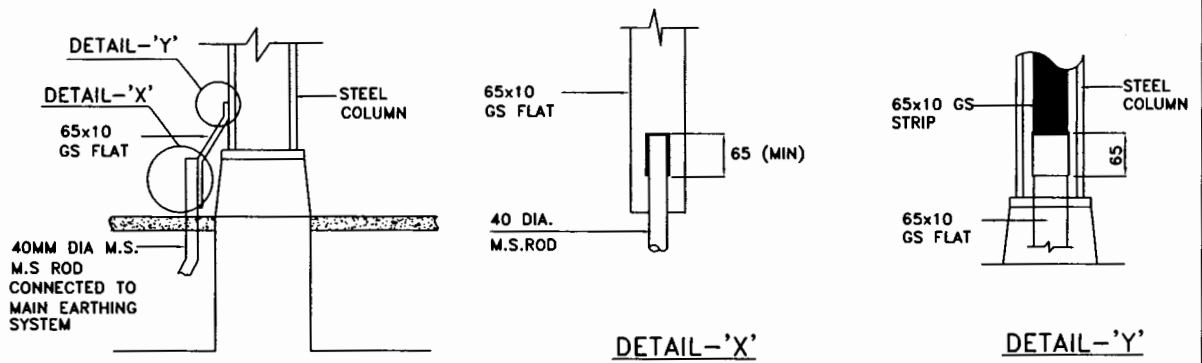 DETAIL-'Y'
DETAIL-'X'
65x10
GS FLAT
STEEL
COLUMN
40MM DIA M.S.
M.S ROD
CONNECTED TO
MAIN EARTHING
SYSTEM
65x10
GS FLAT
65 (MIN)
40 DIA.
M.S.ROD
DETAIL-'X'
65x10 GS
STRIP
STEEL
COLUMN
65
65x10
GS FLAT
DETAIL-'Y'